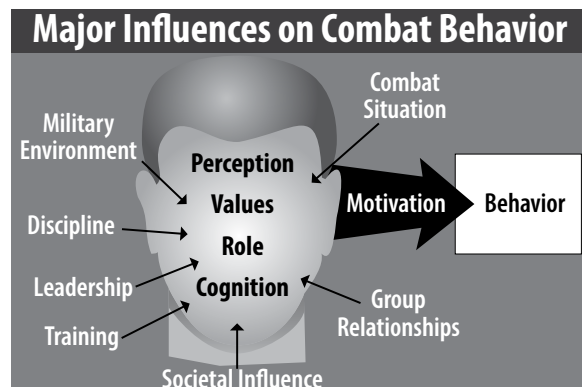 Major Influences on Combat Behavior
Combat
Situation
Military
Environment
Perception
Values
Role
Cognition
Motivation
Behavior
Discipline
Leadership
Training
Group
Relationships
Societal Influence